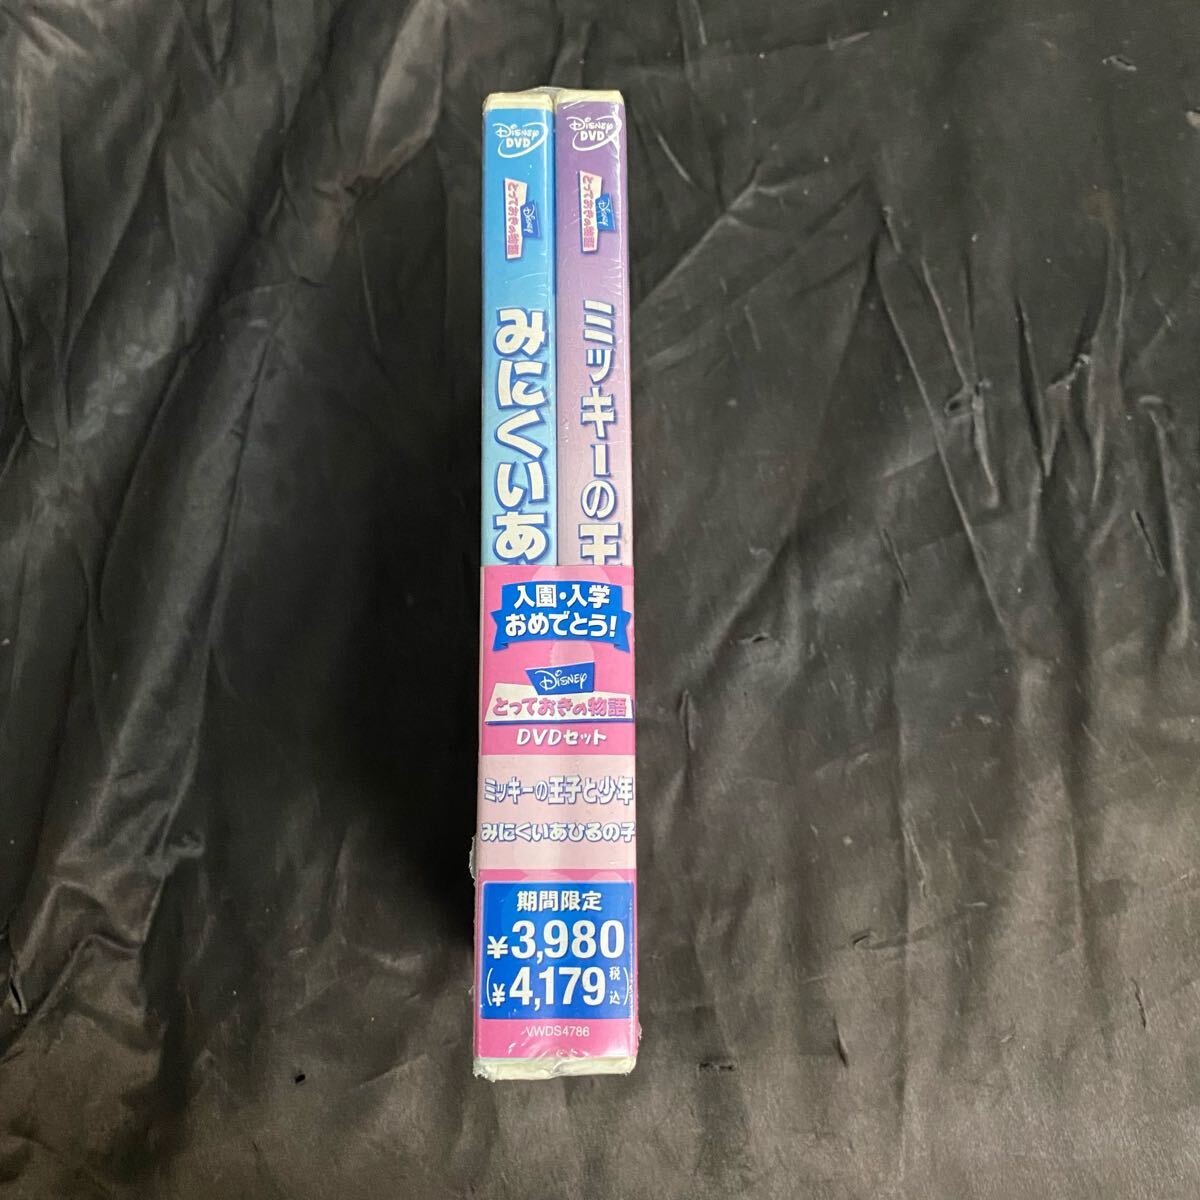 Disney
DVD
Disney
とっておきの物語
みにくいあ
Disney
DVD
Disney
とっておきの物語
ミッキーの王
入園・入学
おめでとう!
Disney
とっておきの物語
DVDセット
ミッキーの王子と少年
みにくいあひるの子
期間限定
¥3,980
(¥4,179税込)
VWDS4786